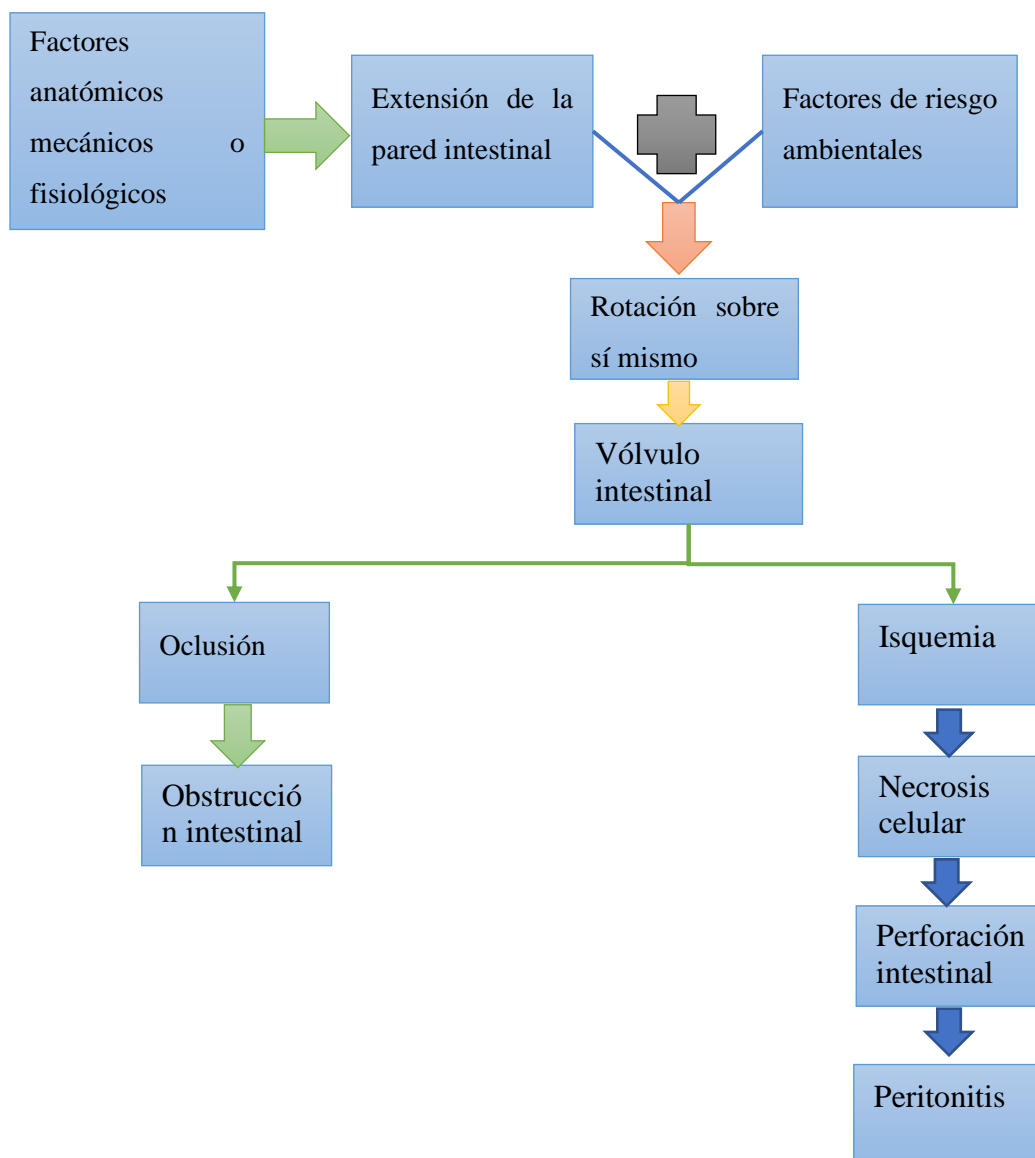 Factores
anatómicos
mecánicos o
fisiológicos
Extensión de la
pared intestinal
Factores de riesgo
ambientales
Rotación sobre
sí mismo
Vólvulo
intestinal
Oclusión
Obstrucció
n intestinal
Isquemia
Necrosis
celular
Perforación
intestinal
Peritonitis